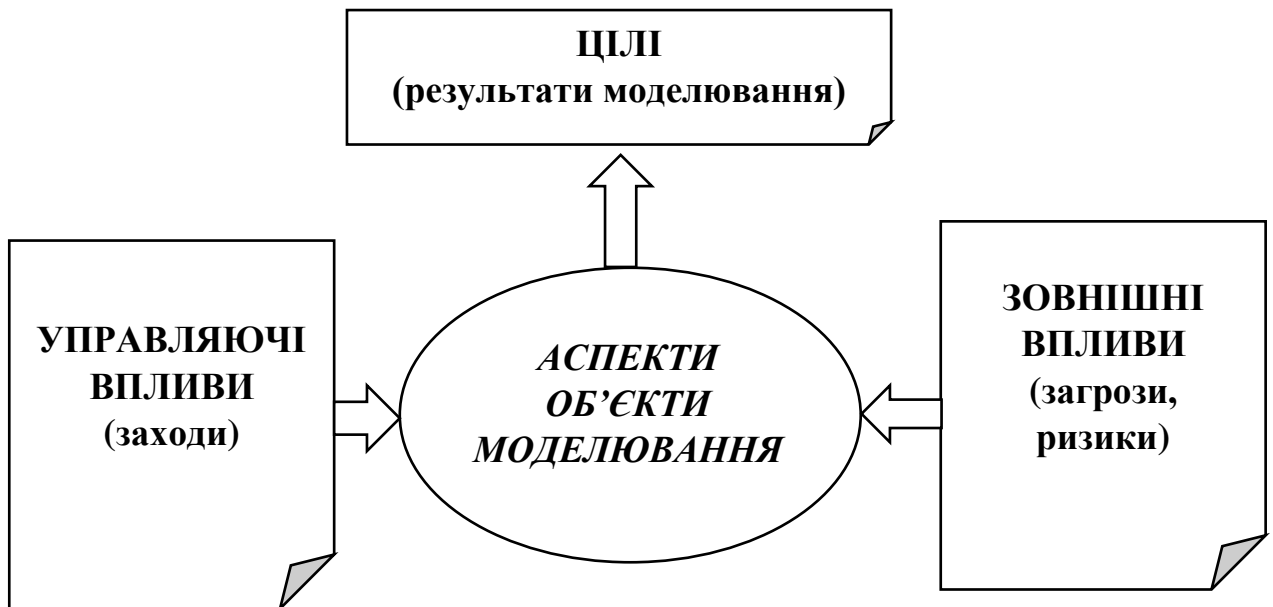 ЦІЛІ
(результати моделювання)
УПРАВЛЯЮЧІ
ВПЛИВИ
(заходи)
АСПЕКТИ
ОБ’ЄКТИ
МОДЕЛЮВАННЯ
ЗОВНІШНІ
ВПЛИВИ
(загрози,
ризики)